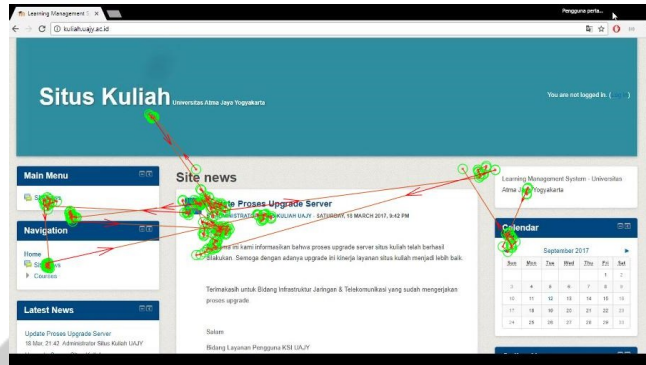 Learning Management S
Pengguna perta...
kuliah.uajy.ac.id
Situs Kuliah Universitas Atma Jaya Yogyakarta
You are not logged in. (
Main Menu
Site news
Navigation
Home
Courses
Latest News
Update Proses Upgrade Server
18 Mar, 21:42 Administrator Situs Kuliah UAJY
Site news
Proses Upgrade Server
KULIAH UAJY - SATURDAY, 18 MARCH 2017, 9:42 PM
ini kami informasikan bahwa proses upgrade server situs kuliah telah berhasil
dilakukan. Semoga dengan adanya upgrade ini kinerja layanan situs kuliah menjadi lebih baik.
Terimakasih untuk Bidang Infrastruktur Jaringan & Telekomunikasi yang sudah mengerjakan
proses upgrade.
Salam
Bidang Layanan Pengguna KSI UAJY
Learning Management System - Universitas
Atma Jaya Yogyakarta
Calendar
September 2017 ►
Sun Mon Tue Wed Thu Fri Sat
1 2
3 4 5 6 7 8 9
10 11 12 13 14 15 16
17 18 19 20 21 22 23
24 25 26 27 28 29 30